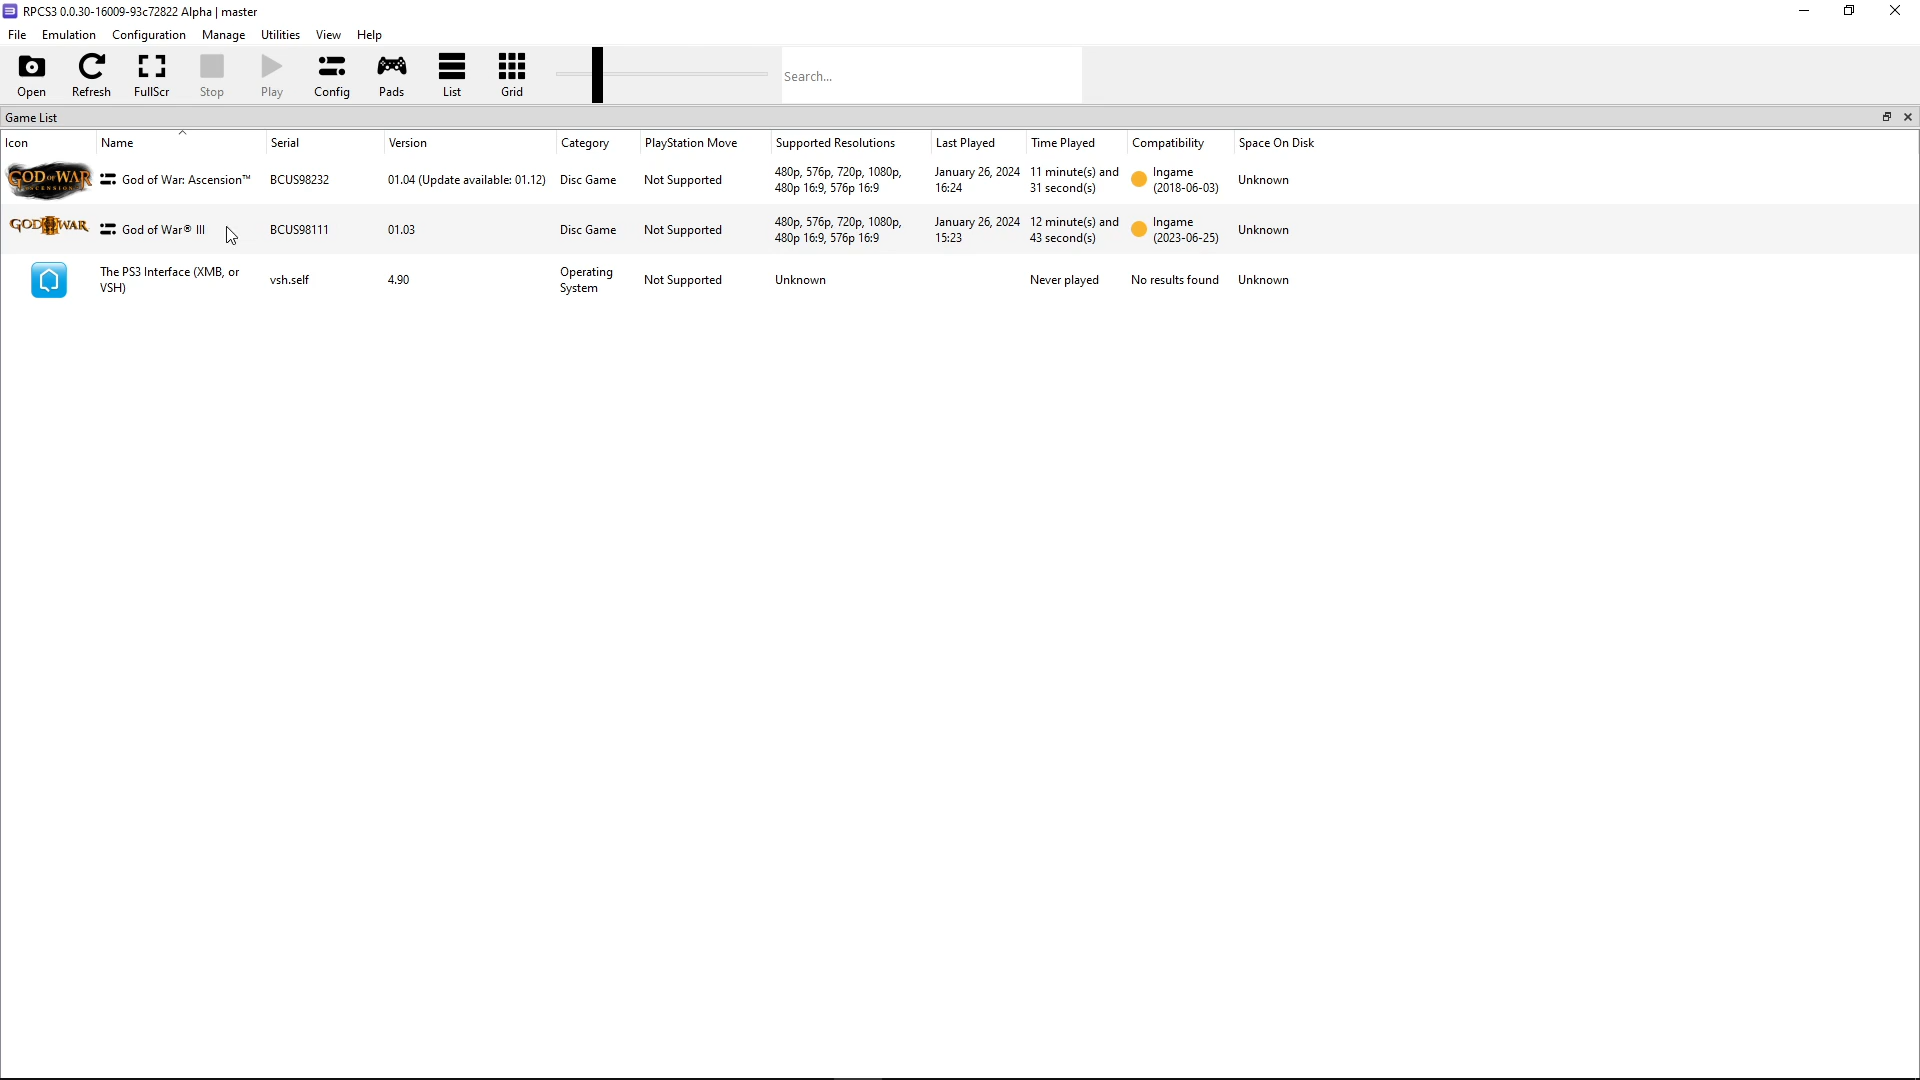 RPCS3 0.0.30-16009-93c72822 Alpha | master
File Emulation Configuration Manage Utilities View Help
Open Refresh FullScr Stop Play Config Pads List Grid Search...
Game List
Icon Name Serial Version Category PlayStation Move Supported Resolutions Last Played Time Played Compatibility Space On Disk
GOD OF WAR
ASCENSION
God of War: Ascension™ BCUS98232 01.04 (Update available: 01.12) Disc Game Not Supported
480p, 576p, 720p, 1080p,
480p 16:9, 576p 16:9
January 26, 2024
16:24
11 minute(s) and
31 second(s)
Ingame
(2018-06-03)
Unknown
GOD OF WAR
God of War® III BCUS98111 01.03 Disc Game Not Supported
480p, 576p, 720p, 1080p,
480p 16:9, 576p 16:9
January 26, 2024
15:23
12 minute(s) and
43 second(s)
Ingame
(2023-06-25)
Unknown
The PS3 Interface (XMB, or
VSH)
vsh.self 4.90
Operating
System
Not Supported Unknown Never played No results found Unknown